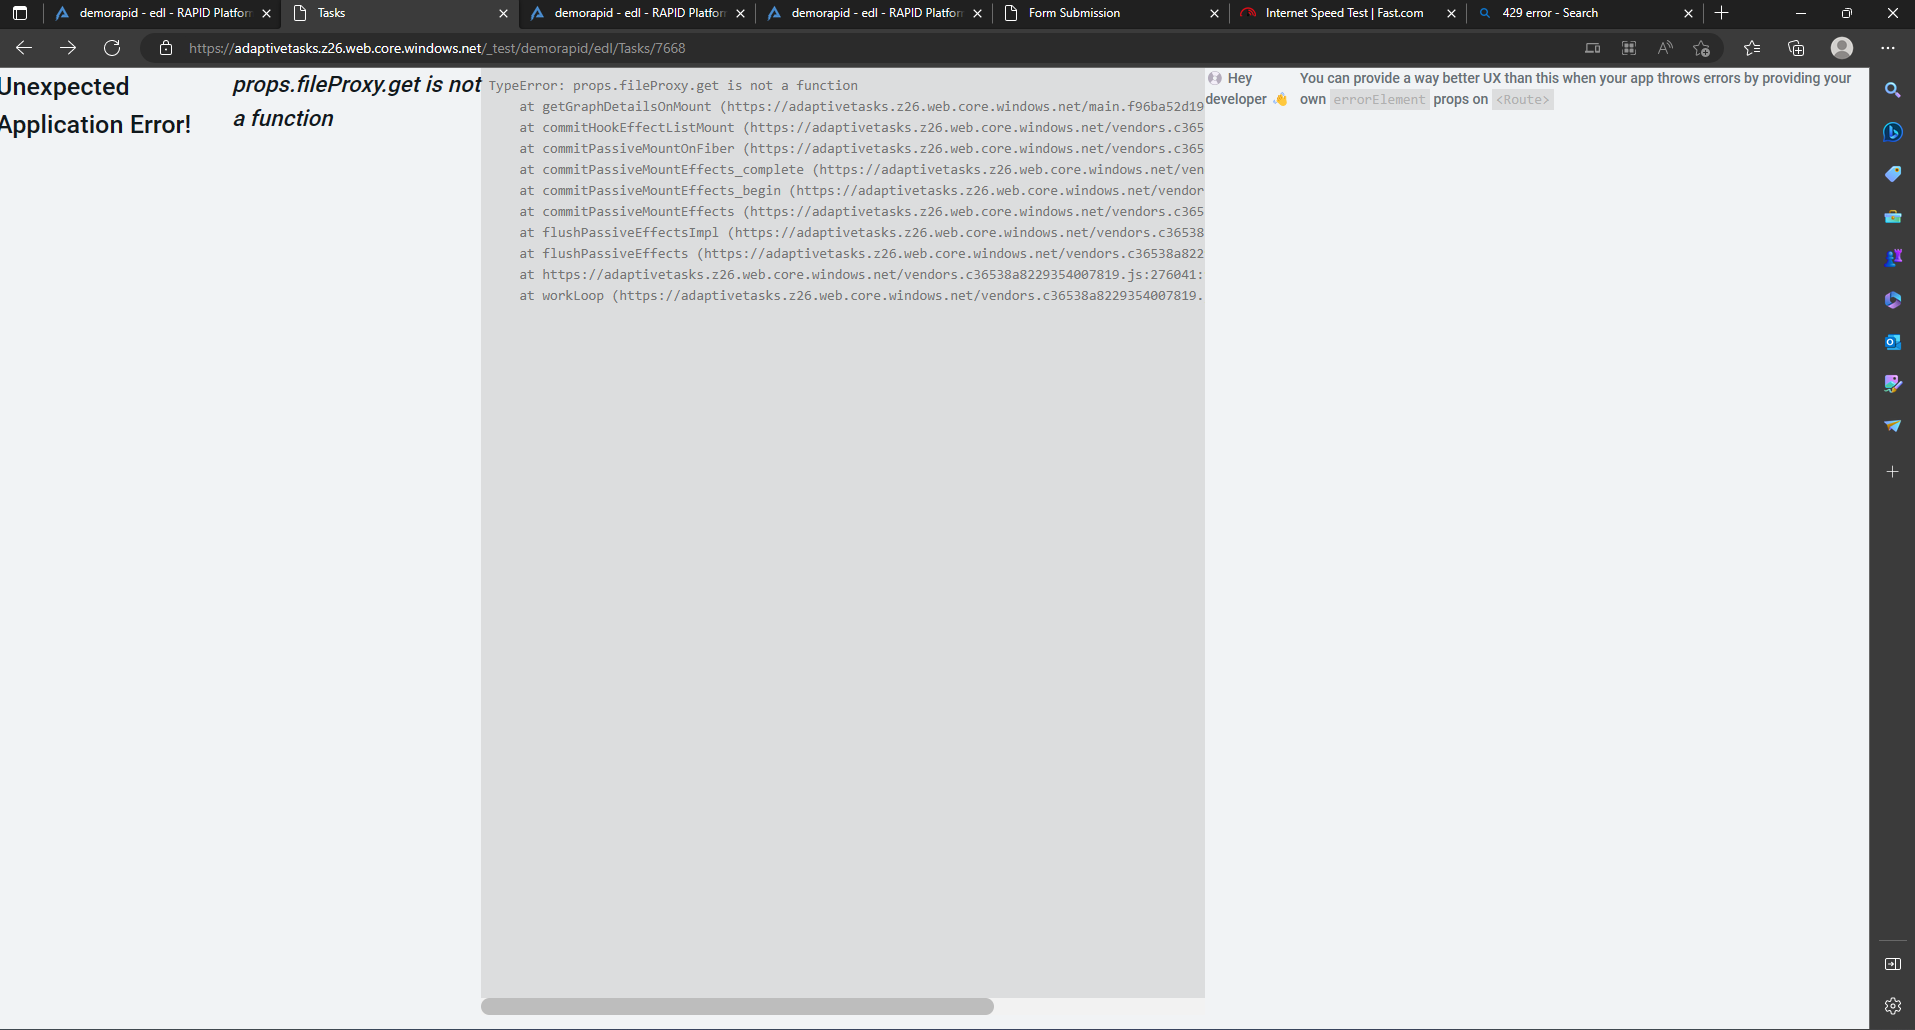 demorapid - edl - RAPID Platfor
Tasks
demorapid - edl - RAPID Platfor
demorapid - edl - RAPID Platfor
Form Submission
Internet Speed Test | Fast.com
429 error - Search
https://adaptivetasks.z26.web.core.windows.net/_test/demorapid/edl/Tasks/7668
Unexpected
Application Error!
props.fileProxy.get is not
a function
TypeError: props.fileProxy.get is not a function
at getGraphDetailsOnMount (https://adaptivetasks.z26.web.core.windows.net/main.f96ba52d19
at commitHookEffectListMount (https://adaptivetasks.z26.web.core.windows.net/vendors.c365
at commitPassiveMountOnFiber (https://adaptivetasks.z26.web.core.windows.net/vendors.c365
at commitPassiveMountEffects_complete (https://adaptivetasks.z26.web.core.windows.net/ven
at commitPassiveMountEffects_begin (https://adaptivetasks.z26.web.core.windows.net/vendor
at commitPassiveMountEffects (https://adaptivetasks.z26.web.core.windows.net/vendors.c365
at flushPassiveEffectsImpl (https://adaptivetasks.z26.web.core.windows.net/vendors.c36538
at flushPassiveEffects (https://adaptivetasks.z26.web.core.windows.net/vendors.c36538a822
at https://adaptivetasks.z26.web.core.windows.net/vendors.c36538a8229354007819.js:276041:
at workLoop (https://adaptivetasks.z26.web.core.windows.net/vendors.c36538a8229354007819.
💿 Hey
developer 👋
You can provide a way better UX than this when your app throws errors by providing your
own errorElement props on <Route>